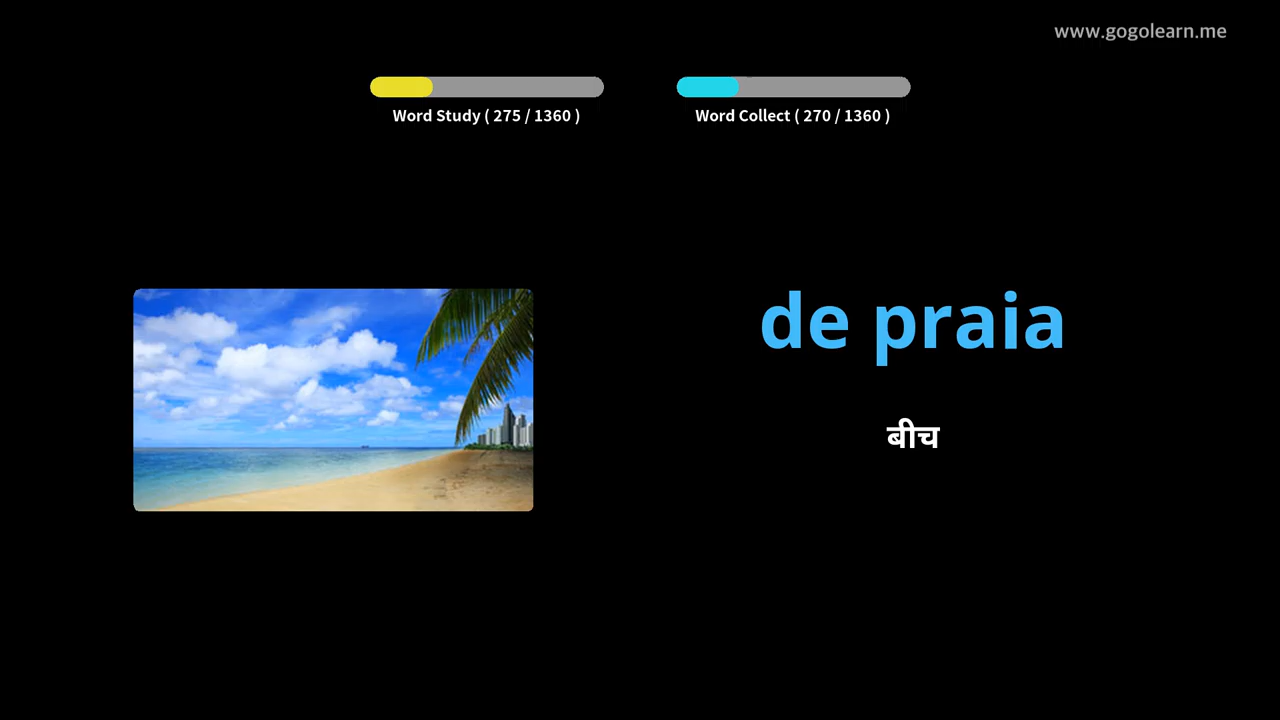 www.gogolearn.me
Word Study ( 275 / 1360 )
Word Collect ( 270 / 1360 )
de praia
बीच